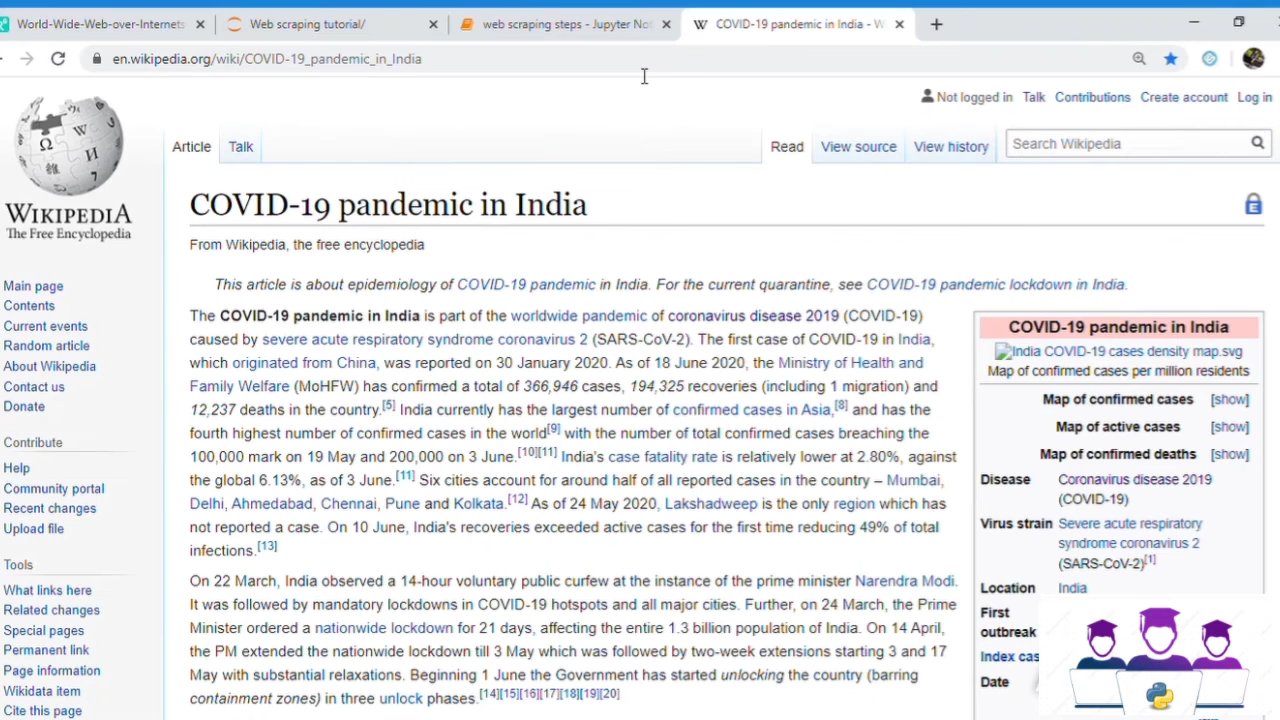 World-Wide-Web-over-Internets
Web scraping tutorial/
web scraping steps - Jupyter Not
COVID-19 pandemic in India - Wi
en.wikipedia.org/wiki/COVID-19_pandemic_in_India
Not logged in Talk Contributions Create account Log in
Article Talk Read View source View history Search Wikipedia
WIKIPEDIA
The Free Encyclopedia
Main page
Contents
Current events
Random article
About Wikipedia
Contact us
Donate
Contribute
Help
Community portal
Recent changes
Upload file
Tools
What links here
Related changes
Special pages
Permanent link
Page information
Wikidata item
Cite this page
COVID-19 pandemic in India
From Wikipedia, the free encyclopedia
This article is about epidemiology of COVID-19 pandemic in India. For the current quarantine, see COVID-19 pandemic lockdown in India.
The COVID-19 pandemic in India is part of the worldwide pandemic of coronavirus disease 2019 (COVID-19)
caused by severe acute respiratory syndrome coronavirus 2 (SARS-CoV-2). The first case of COVID-19 in India,
which originated from China, was reported on 30 January 2020. As of 18 June 2020, the Ministry of Health and
Family Welfare (MoHFW) has confirmed a total of 366,946 cases, 194,325 recoveries (including 1 migration) and
12,237 deaths in the country.[5] India currently has the largest number of confirmed cases in Asia,[8] and has the
fourth highest number of confirmed cases in the world[9] with the number of total confirmed cases breaching the
100,000 mark on 19 May and 200,000 on 3 June.[10][11] India's case fatality rate is relatively lower at 2.80%, against
the global 6.13%, as of 3 June.[11] Six cities account for around half of all reported cases in the country – Mumbai,
Delhi, Ahmedabad, Chennai, Pune and Kolkata.[12] As of 24 May 2020, Lakshadweep is the only region which has
not reported a case. On 10 June, India's recoveries exceeded active cases for the first time reducing 49% of total
infections.[13]
On 22 March, India observed a 14-hour voluntary public curfew at the instance of the prime minister Narendra Modi.
It was followed by mandatory lockdowns in COVID-19 hotspots and all major cities. Further, on 24 March, the Prime
Minister ordered a nationwide lockdown for 21 days, affecting the entire 1.3 billion population of India. On 14 April,
the PM extended the nationwide lockdown till 3 May which was followed by two-week extensions starting 3 and 17
May with substantial relaxations. Beginning 1 June the Government has started unlocking the country (barring
containment zones) in three unlock phases.[14][15][16][17][18][19][20]
COVID-19 pandemic in India
India COVID-19 cases density map.svg
Map of confirmed cases per million residents
Map of confirmed cases [show]
Map of active cases [show]
Map of confirmed deaths [show]
Disease Coronavirus disease 2019
(COVID-19)
Virus strain Severe acute respiratory
syndrome coronavirus 2
(SARS-CoV-2)[1]
Location India
First
outbreak
Index cas
Date